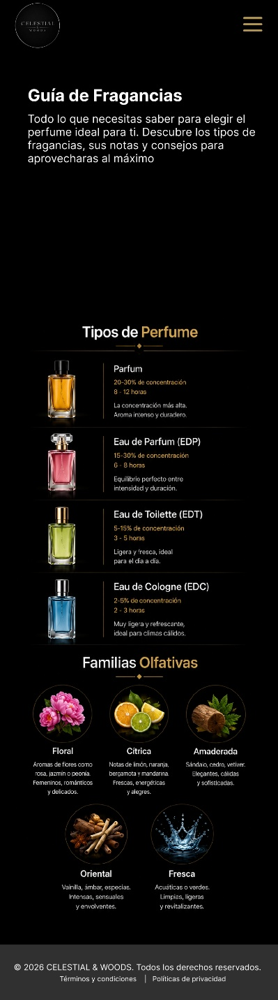 CELESTIAL
&
WOODS
Guía de Fragancias
Todo lo que necesitas saber para elegir el
perfume ideal para ti. Descubre los tipos de
fragancias, sus notas y consejos para
aprovecharas al máximo
Tipos de Perfume
Parfum
20-30% de concentración
8 - 12 horas
La concentración más alta.
Aroma intenso y duradero.
Eau de Parfum (EDP)
15-30% de concentración
6 - 8 horas
Equilibrio perfecto entre
intensidad y duración.
Eau de Toilette (EDT)
5-15% de concentración
3 - 5 horas
Ligera y fresca, ideal
para el día a día.
Eau de Cologne (EDC)
2-5% de concentración
2 - 3 horas
Muy ligera y refrescante,
ideal para climas cálidos.
Familias Olfativas
Floral
Aromas de flores como
rosa, jazmín o peonía.
Femeninos, románticos
y delicados.
Cítrica
Notas de limón, naranja,
bergamota y mandarina.
Frescas, energéticas
y alegres.
Amaderada
Sándalo, cedro, vetiver.
Elegantes, cálidas
y sofisticadas.
Oriental
Vainilla, ámbar, especias.
Intensas, sensuales
y envolventes.
Fresca
Acuáticas o verdes.
Limpias, ligeras
y revitalizantes.
© 2026 CELESTIAL & WOODS. Todos los derechos reservados.
Términos y condiciones | Políticas de privacidad